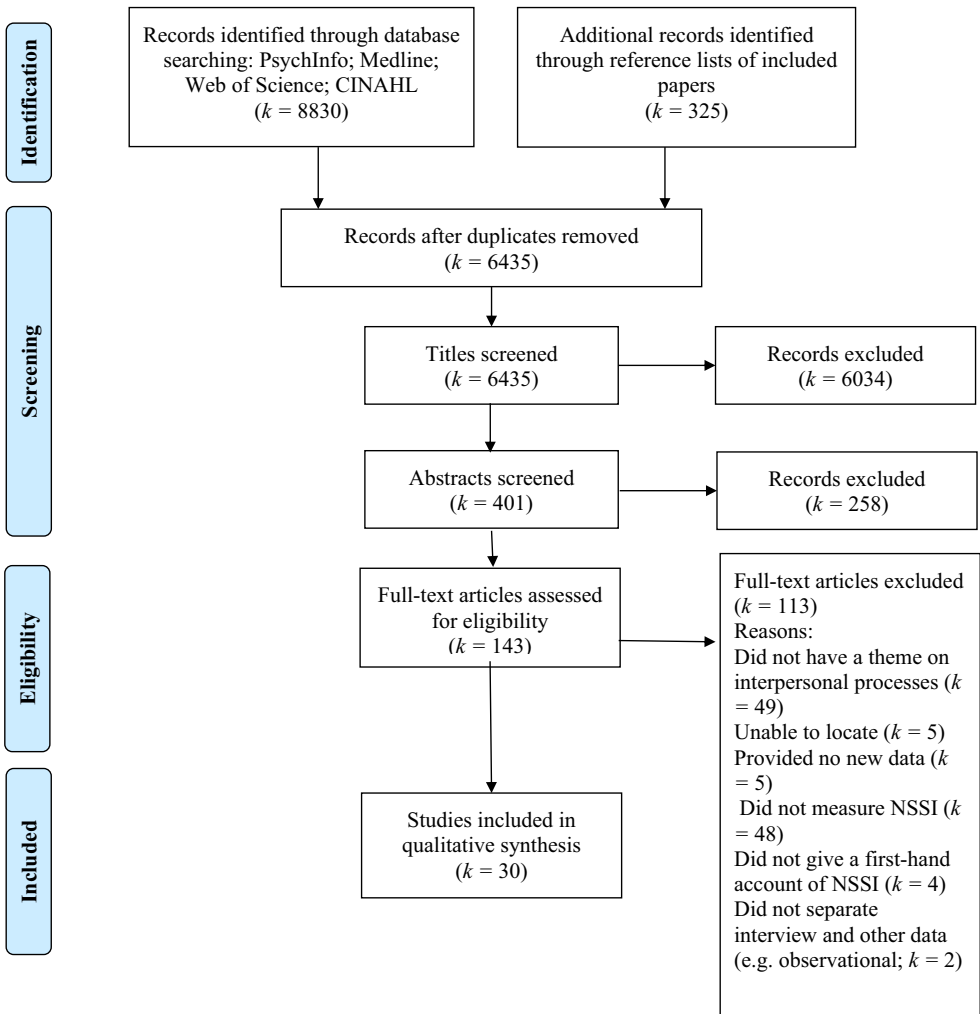 Identification
Records identified through database
searching: PsychInfo; Medline;
Web of Science; CINAHL
(k = 8830)
Additional records identified
through reference lists of included
papers
(k = 325)
Screening
Records after duplicates removed
(k = 6435)
Titles screened
(k = 6435)
Records excluded
(k = 6034)
Abstracts screened
(k = 401)
Records excluded
(k = 258)
Eligibility
Full-text articles assessed
for eligibility
(k = 143)
Full-text articles excluded
(k = 113)
Reasons:
Did not have a theme on
interpersonal processes (k
= 49)
Unable to locate (k = 5)
Provided no new data (k
= 5)
Did not measure NSSI (k
= 48)
Did not give a first-hand
account of NSSI (k = 4)
Did not separate
interview and other data
(e.g. observational; k = 2)
Included
Studies included in
qualitative synthesis
(k = 30)